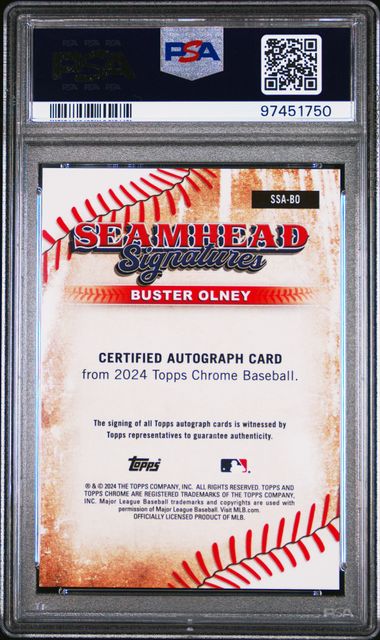 PSA
PSA
97451750
SSA-BO
SEAMHEAD
Signatures
BUSTER OLNEY
CERTIFIED AUTOGRAPH CARD
from 2024 Topps Chrome Baseball.
The signing of all Topps autograph cards is witnessed by
Topps representatives to guarantee authenticity.
Topps
® & © 2024 THE TOPPS COMPANY, INC. ALL RIGHTS RESERVED. TOPPS AND
TOPPS CHROME ARE REGISTERED TRADEMARKS OF THE TOPPS COMPANY,
INC. Major League Baseball trademarks and copyrights are used with
permission of Major League Baseball. Visit MLB.com.
OFFICIALLY LICENSED PRODUCT OF MLB.
PSA